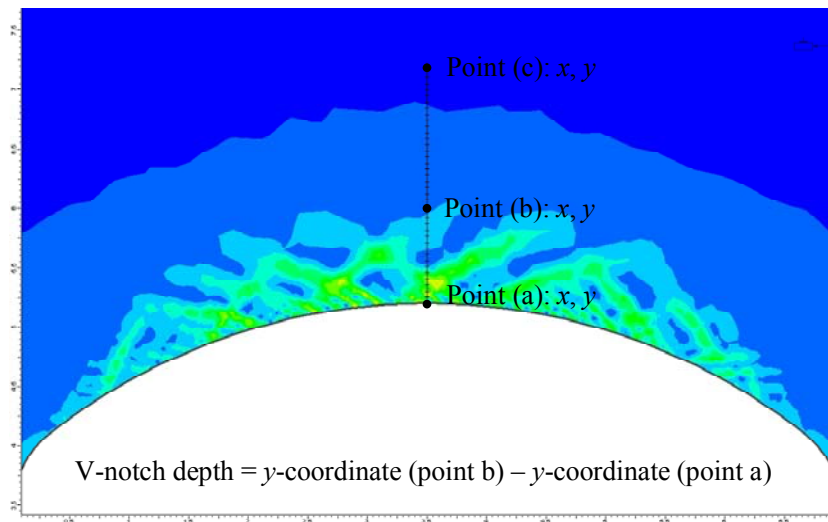 Point (c): x, y
Point (b): x, y
Point (a): x, y
V-notch depth = y-coordinate (point b) – y-coordinate (point a)